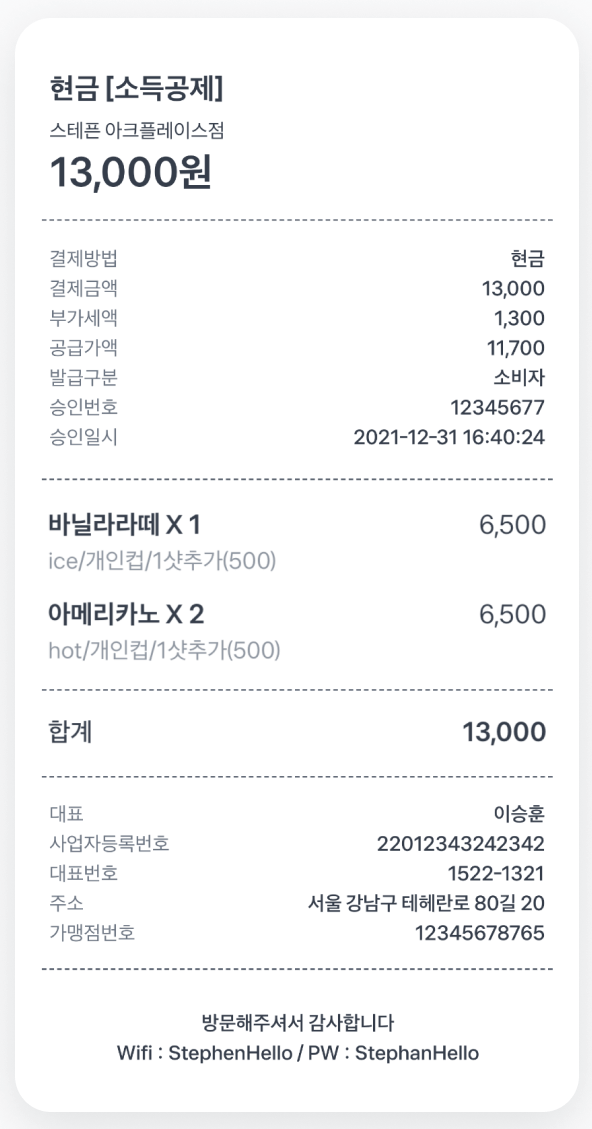 현금 [소득공제]
스테픈 아크플레이스점
13,000원
결제방법 현금
결제금액 13,000
부가세액 1,300
공급가액 11,700
발급구분 소비자
승인번호 12345677
승인일시 2021-12-31 16:40:24
바닐라라떼 X 1 6,500
ice/개인컵/1샷추가(500)
아메리카노 X 2 6,500
hot/개인컵/1샷추가(500)
합계 13,000
대표 이승훈
사업자등록번호 22012343242342
대표번호 1522-1321
주소 서울 강남구 테헤란로 80길 20
가맹점번호 12345678765
방문해주셔서 감사합니다
Wifi : StephenHello / PW : StephanHello